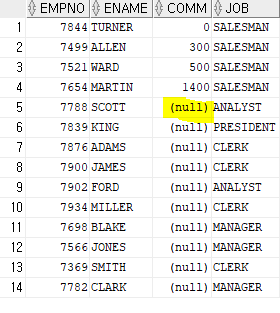 EMPNO ENAME COMM JOB
1 7844 TURNER 0 SALESMAN
2 7499 ALLEN 300 SALESMAN
3 7521 WARD 500 SALESMAN
4 7654 MARTIN 1400 SALESMAN
5 7788 SCOTT (null) ANALYST
6 7839 KING (null) PRESIDENT
7 7876 ADAMS (null) CLERK
8 7900 JAMES (null) CLERK
9 7902 FORD (null) ANALYST
10 7934 MILLER (null) CLERK
11 7698 BLAKE (null) MANAGER
12 7566 JONES (null) MANAGER
13 7369 SMITH (null) CLERK
14 7782 CLARK (null) MANAGER